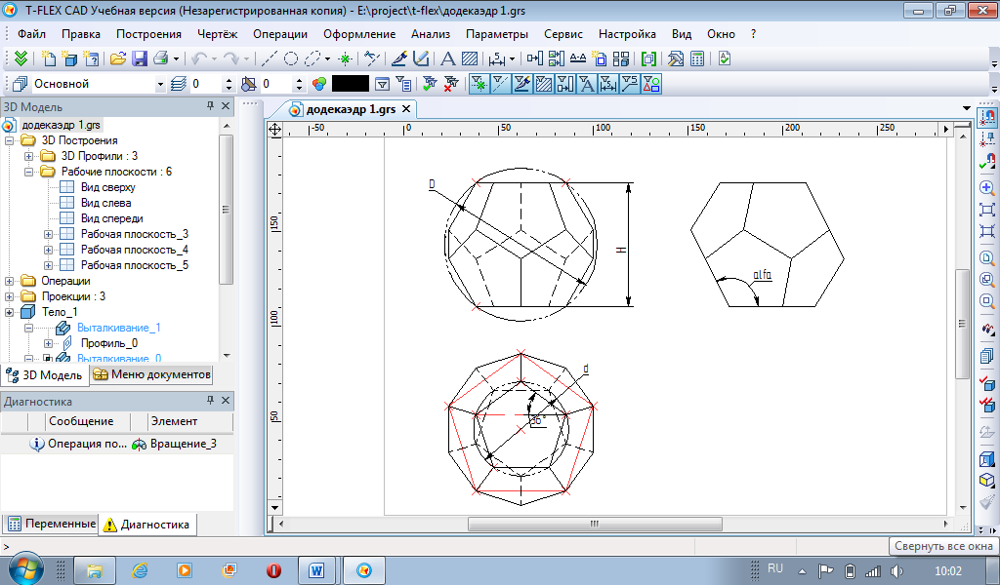 T-FLEX CAD Учебная версия (Незарегистрированная копия) - E:\project\t-flex\додекаэдр 1.grs
Файл Правка Построения Чертёж Операции Оформление Анализ Параметры Сервис Настройка Вид Окно ?
Основной 0 0
3D Модель
додекаэдр 1.grs
3D Построения
3D Профили : 3
Рабочие плоскости : 6
Вид сверху
Вид слева
Вид спереди
Рабочая плоскость_3
Рабочая плоскость_4
Рабочая плоскость_5
Операции
Проекции : 3
Тело_1
Выталкивание_1
Профиль_0
Выталкивание_0
3D Модель Меню документов
Диагностика
Сообщение Элемент
Операция по... Вращение_3
Переменные Диагностика
додекаэдр 1.grs
-50 0 50 100 150 200 250
150
100
50
D
H
alfa
d
36°
>
Свернуть все окна
RU 10:02